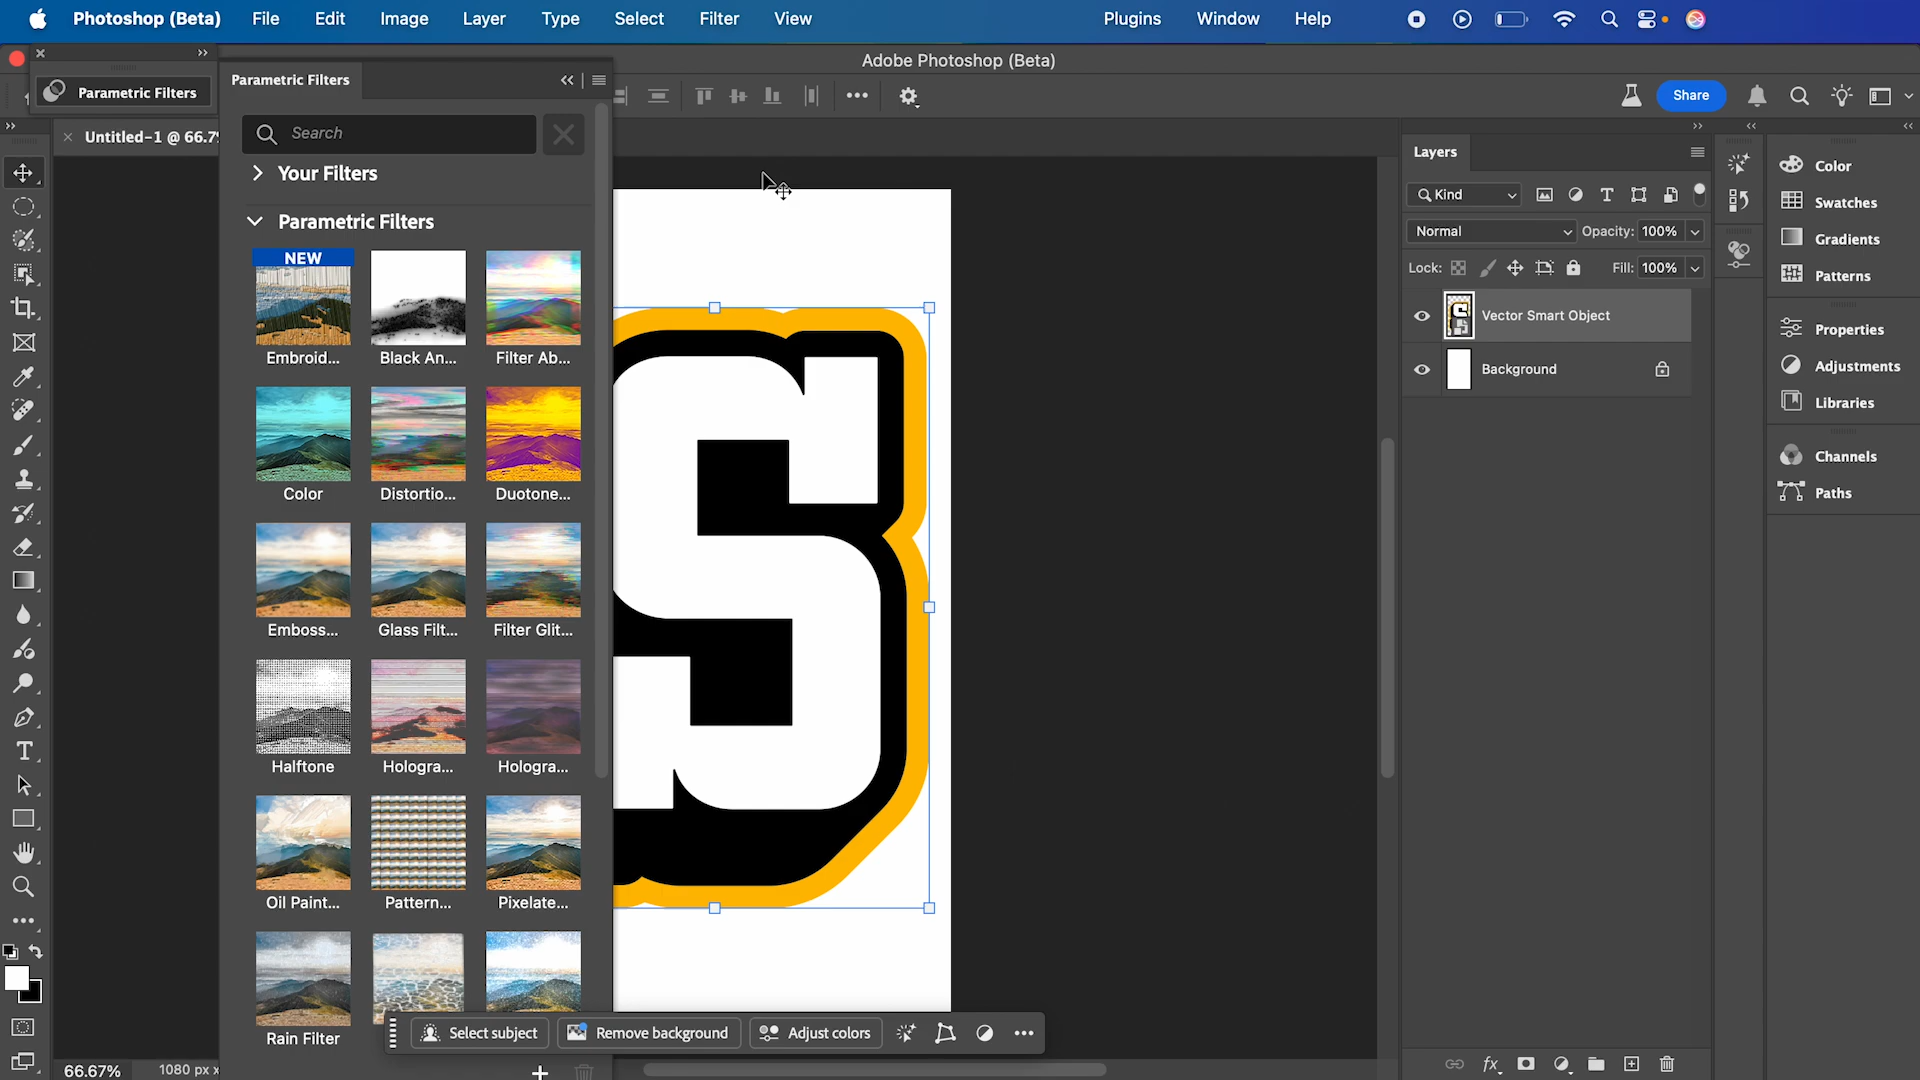 Photoshop (Beta) File Edit Image Layer Type Select Filter View Plugins Window Help
Adobe Photoshop (Beta)
Parametric Filters
Parametric Filters
Share
Untitled-1 @ 66.7
Search
Your Filters
Parametric Filters
NEW
Embroid... Black An... Filter Ab...
Color Distortio... Duotone...
Emboss... Glass Filt... Filter Glit...
Halftone Hologra... Hologra...
Oil Paint... Pattern... Pixelate...
Rain Filter
S
Select subject Remove background Adjust colors
66.67% 1080 px x
Layers
Kind
Normal Opacity: 100%
Lock: Fill: 100%
Vector Smart Object
Background
Color
Swatches
Gradients
Patterns
Properties
Adjustments
Libraries
Channels
Paths